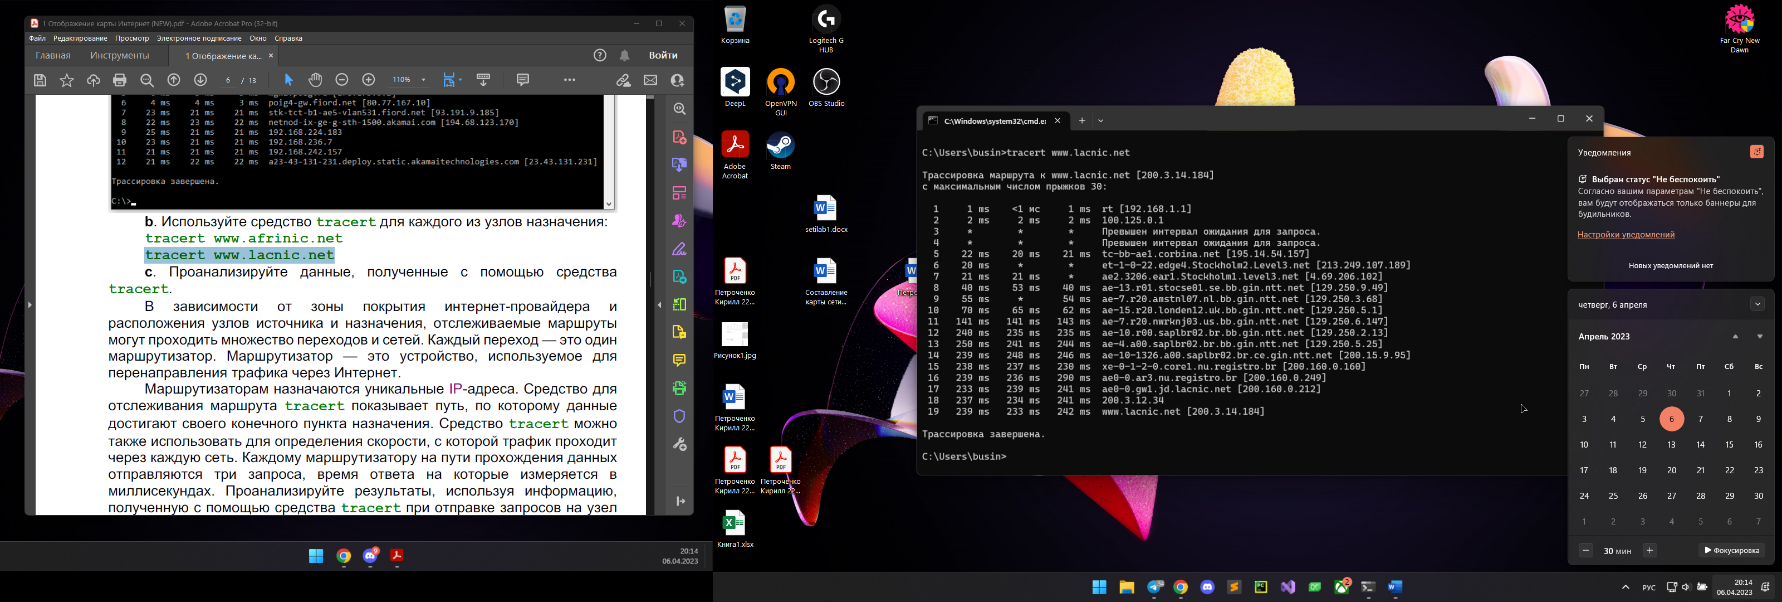 1 Отображение карты Интернет (NEW).pdf - Adobe Acrobat Pro (32-bit)
Файл Редактирование Просмотр Электронное подписание Окно Справка
Главная Инструменты 1 Отображение ка... × Войти
6 / 13 110%
6 4 ms 4 ms 3 ms poig4-gw.fiord.net [80.77.167.10]
7 23 ms 21 ms 21 ms stk-tct-b1-ae5-vlan531.fiord.net [93.191.9.185]
8 22 ms 23 ms 22 ms netnod-ix-ge-g-sth-1500.akamai.com [194.68.123.170]
9 25 ms 21 ms 21 ms 192.168.224.183
10 23 ms 21 ms 21 ms 192.168.236.7
11 21 ms 21 ms 21 ms 192.168.242.157
12 21 ms 22 ms 22 ms a23-43-131-231.deploy.static.akamaitechnologies.com [23.43.131.231]
Трассировка завершена.
C:\>_
b. Используйте средство tracert для каждого из узлов назначения:
tracert www.afrinic.net
tracert www.lacnic.net
c. Проанализируйте данные, полученные с помощью средства
tracert.
В зависимости от зоны покрытия интернет-провайдера и
расположения узлов источника и назначения, отслеживаемые маршруты
могут проходить множество переходов и сетей. Каждый переход — это один
маршрутизатор. Маршрутизатор — это устройство, используемое для
перенаправления трафика через Интернет.
Маршрутизаторам назначаются уникальные IP-адреса. Средство для
отслеживания маршрута tracert показывает путь, по которому данные
достигают своего конечного пункта назначения. Средство tracert можно
также использовать для определения скорости, с которой трафик проходит
через каждую сеть. Каждому маршрутизатору на пути прохождения данных
отправляются три запроса, время ответа на которые измеряется в
миллисекундах. Проанализируйте результаты, используя информацию,
полученную с помощью средства tracert при отправке запросов на узел
20:14
06.04.2023
Корзина
Logitech G
HUB
DeepL
OpenVPN
GUI
OBS Studio
Adobe
Acrobat
Steam
setilab1.docx
Петроченко
Кирилл 22...
Составление
карты сети...
Рисунок1.jpg
Петроченко
Кирилл 22...
Петроченко
Кирилл 22...
Петроченко
Кирилл 22...
Книга1.xlsx
Far Cry New
Dawn
C:\Windows\system32\cmd.e
C:\Users\busin>tracert www.lacnic.net
Трассировка маршрута к www.lacnic.net [200.3.14.184]
с максимальным числом прыжков 30:
1 1 ms <1 мс 1 ms rt [192.168.1.1]
2 2 ms 2 ms 2 ms 100.125.0.1
3 * * * Превышен интервал ожидания для запроса.
4 * * * Превышен интервал ожидания для запроса.
5 22 ms 20 ms 21 ms tc-bb-ae1.corbina.net [195.14.54.157]
6 20 ms * * et-1-0-22.edge4.Stockholm2.Level3.net [213.249.107.189]
7 21 ms 21 ms * ae2.3206.ear1.Stockholm1.level3.net [4.69.206.102]
8 40 ms 53 ms 40 ms ae-13.r01.stocse01.se.bb.gin.ntt.net [129.250.9.49]
9 55 ms * 54 ms ae-7.r20.amstnl07.nl.bb.gin.ntt.net [129.250.3.68]
10 70 ms 65 ms 62 ms ae-15.r20.londen12.uk.bb.gin.ntt.net [129.250.5.1]
11 141 ms 141 ms 143 ms ae-7.r20.nwrknj03.us.bb.gin.ntt.net [129.250.6.147]
12 240 ms 235 ms 235 ms ae-10.r00.saplbr02.br.bb.gin.ntt.net [129.250.2.13]
13 250 ms 241 ms 244 ms ae-4.a00.saplbr02.br.bb.gin.ntt.net [129.250.5.25]
14 239 ms 248 ms 246 ms ae-10-1326.a00.saplbr02.br.ce.gin.ntt.net [200.15.9.95]
15 238 ms 237 ms 230 ms xe-0-1-2-0.core1.nu.registro.br [200.160.0.160]
16 239 ms 236 ms 290 ms ae0-0.ar3.nu.registro.br [200.160.0.249]
17 233 ms 239 ms 241 ms ae0-0.gw1.jd.lacnic.net [200.160.0.212]
18 237 ms 234 ms 241 ms 200.3.12.34
19 239 ms 233 ms 242 ms www.lacnic.net [200.3.14.184]
Трассировка завершена.
C:\Users\busin>
Уведомления
Выбран статус "Не беспокоить"
Согласно вашим параметрам "Не беспокоить",
вам будут отображаться только баннеры для
будильников.
Настройки уведомлений
Новых уведомлений нет
четверг, 6 апреля
Апрель 2023
Пн Вт Ср Чт Пт Сб Вс
27 28 29 30 31 1 2
3 4 5 6 7 8 9
10 11 12 13 14 15 16
17 18 19 20 21 22 23
24 25 26 27 28 29 30
1 2 3 4 5 6 7
30 мин Фокусировка
РУС
20:14
06.04.2023